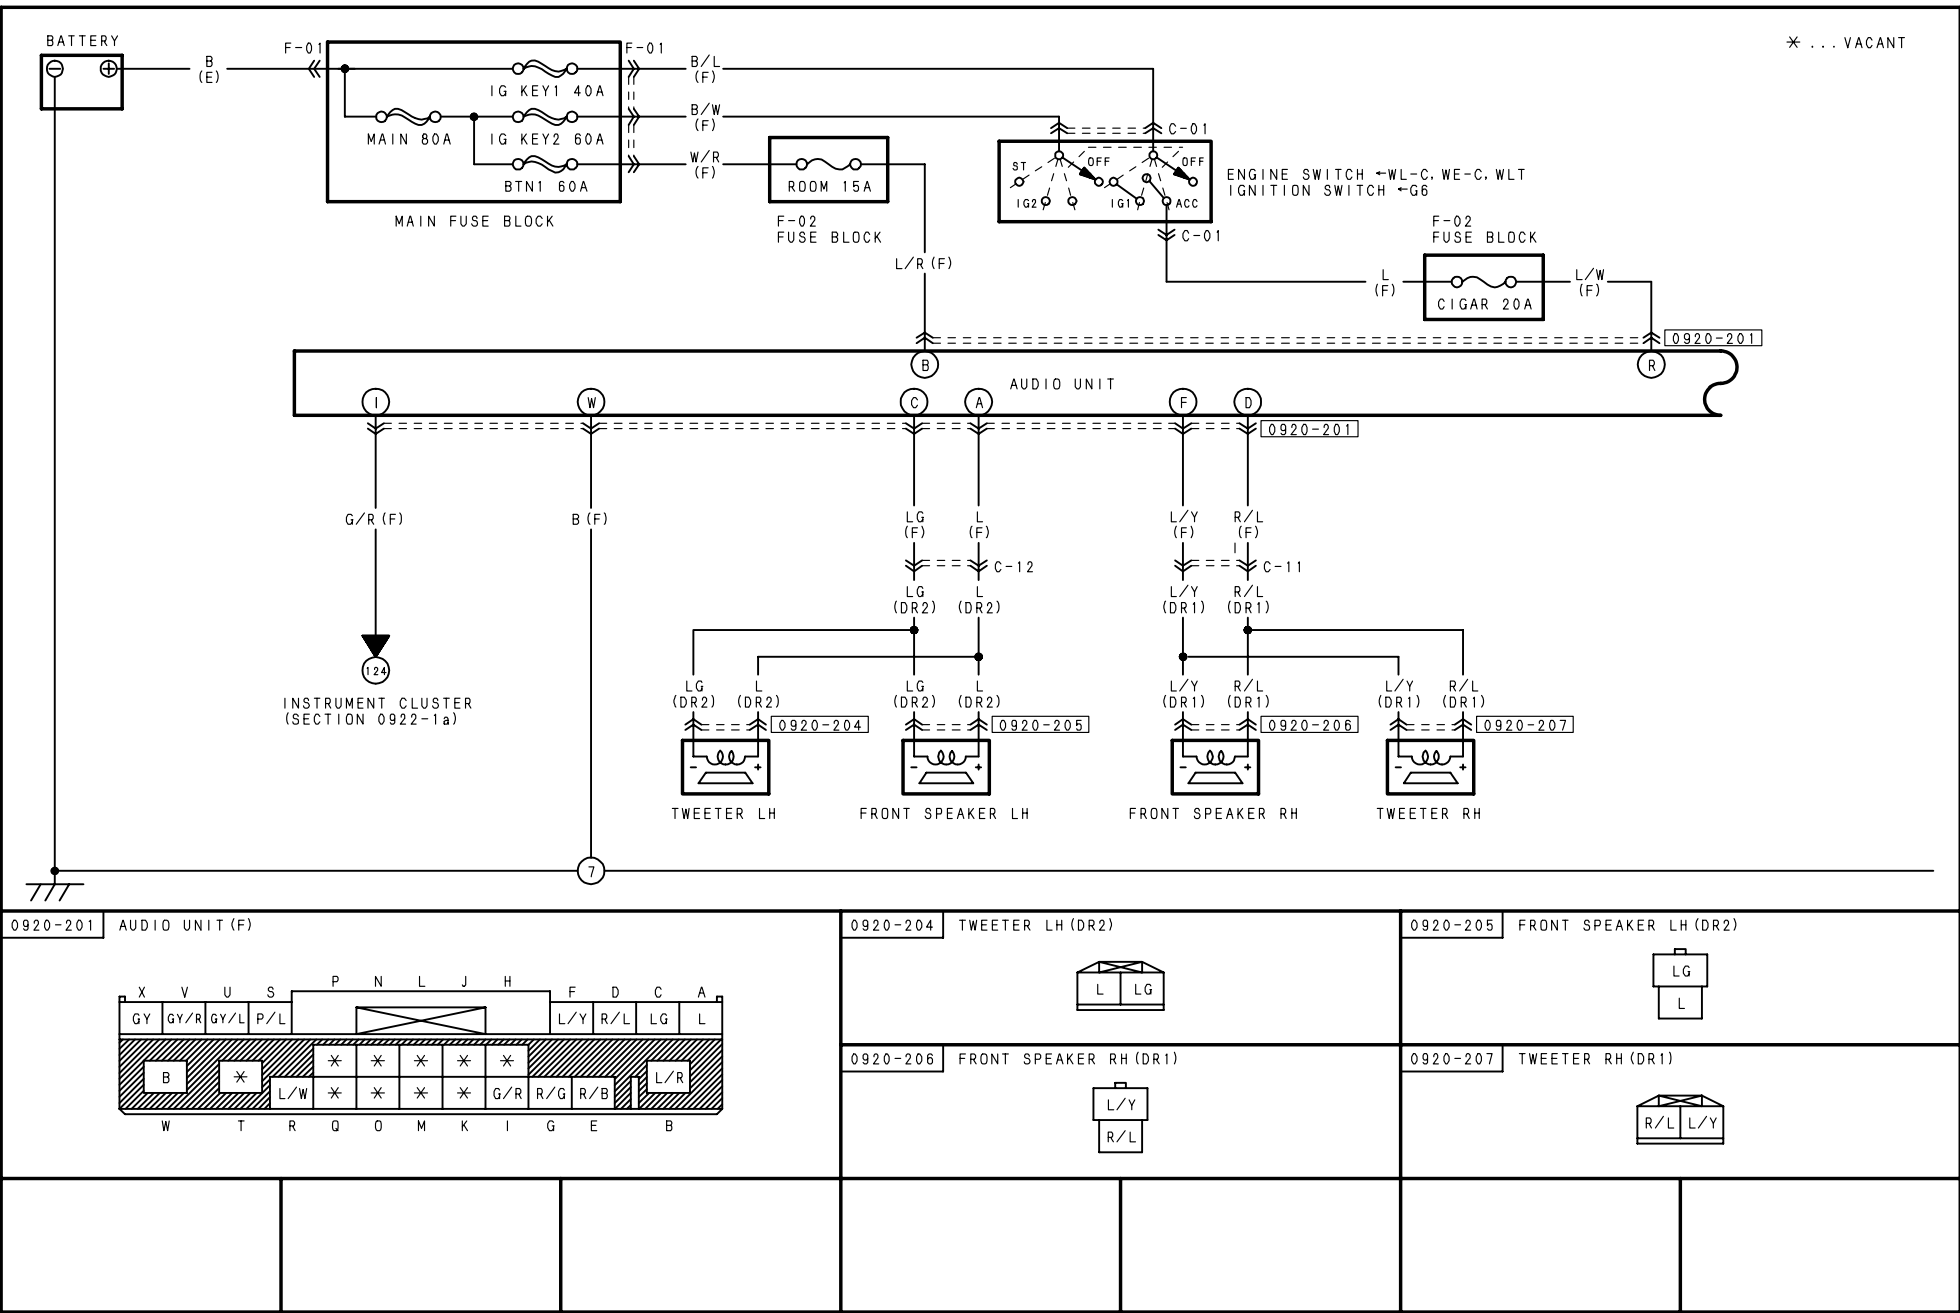 BATTERY
B
(E)
F-01
F-01
IG KEY1 40A
B/L
(F)
* ... VACANT
MAIN 80A
IG KEY2 60A
B/W
(F)
BTN1 60A
W/R
(F)
MAIN FUSE BLOCK
ROOM 15A
F-02
FUSE BLOCK
L/R(F)
C-01
ST
OFF
OFF
IG2
IG1
ACC
ENGINE SWITCH ←WL-C, WE-C, WLT
IGNITION SWITCH ←G6
C-01
F-02
FUSE BLOCK
L
(F)
CIGAR 20A
L/W
(F)
0920-201
B
R
AUDIO UNIT
I
W
C
A
F
D
0920-201
G/R(F)
B(F)
LG
(F)
L
(F)
L/Y
(F)
R/L
(F)
C-12
C-11
LG
(DR2)
L
(DR2)
L/Y
(DR1)
R/L
(DR1)
124
INSTRUMENT CLUSTER
(SECTION 0922-1a)
LG
(DR2)
L
(DR2)
LG
(DR2)
L
(DR2)
L/Y
(DR1)
R/L
(DR1)
L/Y
(DR1)
R/L
(DR1)
0920-204
0920-205
0920-206
0920-207
- +
- +
- +
- +
TWEETER LH
FRONT SPEAKER LH
FRONT SPEAKER RH
TWEETER RH
7
0920-201 AUDIO UNIT(F)
X V U S P N L J H F D C A
GY GY/R GY/L P/L L/Y R/L LG L
* * * * *
B * L/R
L/W * * * * G/R R/G R/B
W T R Q O M K I G E B
0920-204 TWEETER LH(DR2)
L LG
0920-205 FRONT SPEAKER LH(DR2)
LG
L
0920-206 FRONT SPEAKER RH(DR1)
L/Y
R/L
0920-207 TWEETER RH(DR1)
R/L L/Y